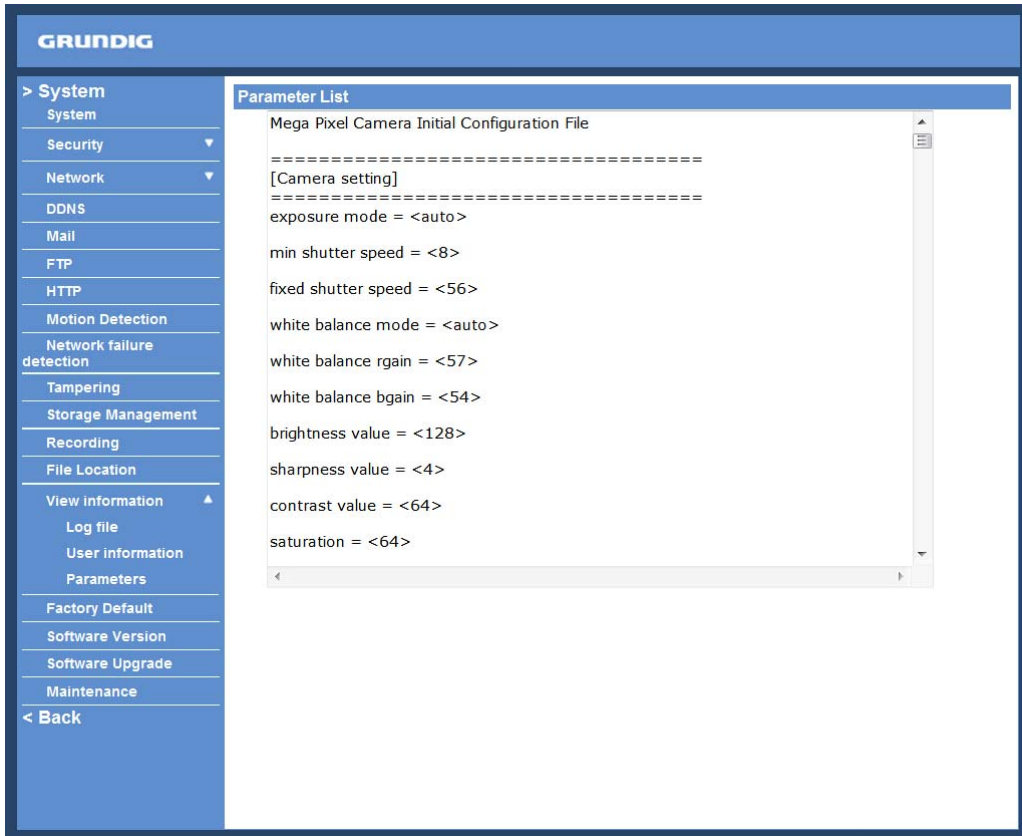 GRUNDIG
> System
System
Security
Network
DDNS
Mail
FTP
HTTP
Motion Detection
Network failure
detection
Tampering
Storage Management
Recording
File Location
View information
Log file
User information
Parameters
Factory Default
Software Version
Software Upgrade
Maintenance
< Back
Parameter List
Mega Pixel Camera Initial Configuration File
====================================
[Camera setting]
====================================
exposure mode = <auto>
min shutter speed = <8>
fixed shutter speed = <56>
white balance mode = <auto>
white balance rgain = <57>
white balance bgain = <54>
brightness value = <128>
sharpness value = <4>
contrast value = <64>
saturation = <64>